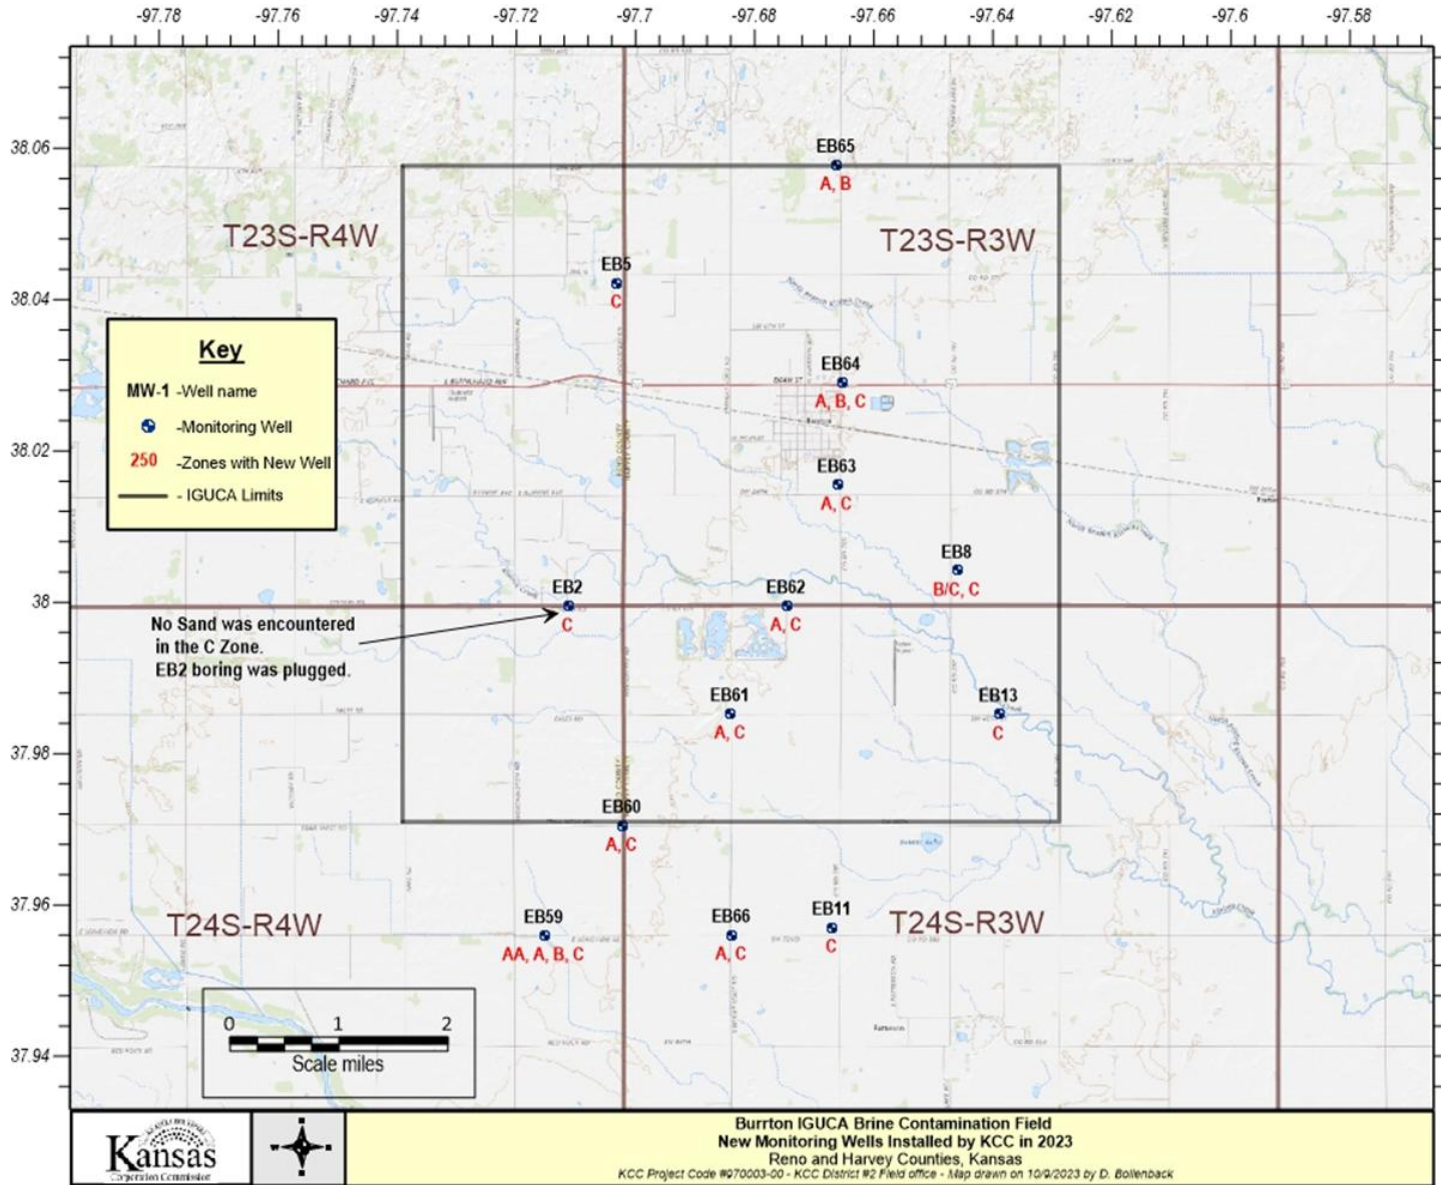 -97.78 -97.76 -97.74 -97.72 -97.7 -97.68 -97.66 -97.64 -97.62 -97.6 -97.58
38.06
38.04
38.02
38
37.98
37.96
37.94
EB65
A, B
T23S-R4W
T23S-R3W
EB5
C
Key
MW-1 -Well name
-Monitoring Well
250 -Zones with New Well
- IGUCA Limits
EB64
A, B, C
EB63
A, C
EB8
B/C, C
EB2
C
EB62
A, C
No Sand was encountered
in the C Zone.
EB2 boring was plugged.
EB61
A, C
EB13
C
EB60
A, C
T24S-R4W
T24S-R3W
EB59
AA, A, B, C
EB66
A, C
EB11
C
0 1 2
Scale miles
Kansas
Corporation Commission
Burrton IGUCA Brine Contamination Field
New Monitoring Wells Installed by KCC in 2023
Reno and Harvey Counties, Kansas
KCC Project Code #970003-00 - KCC District #2 Field office - Map drawn on 10/9/2023 by D. Bollenback